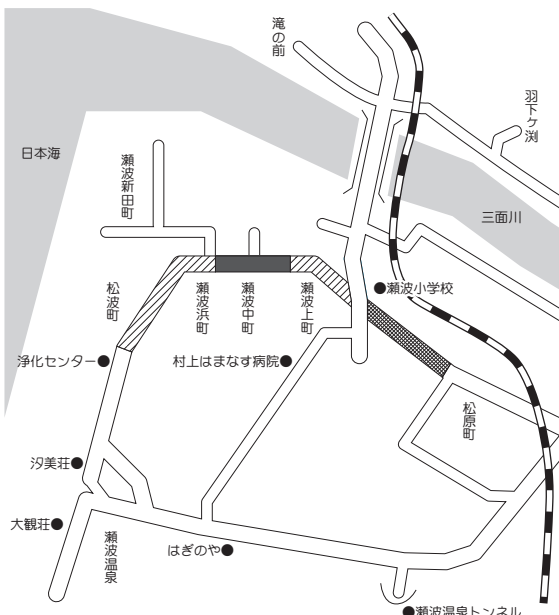 滝の前
羽下ヶ渕
日本海
瀬波新田町
三面川
松波町
瀬波浜町
瀬波中町
瀬波上町
瀬波小学校
浄化センター
村上はまなす病院
松原町
汐美荘
大観荘
瀬波温泉
はぎのや
瀬波温泉トンネル